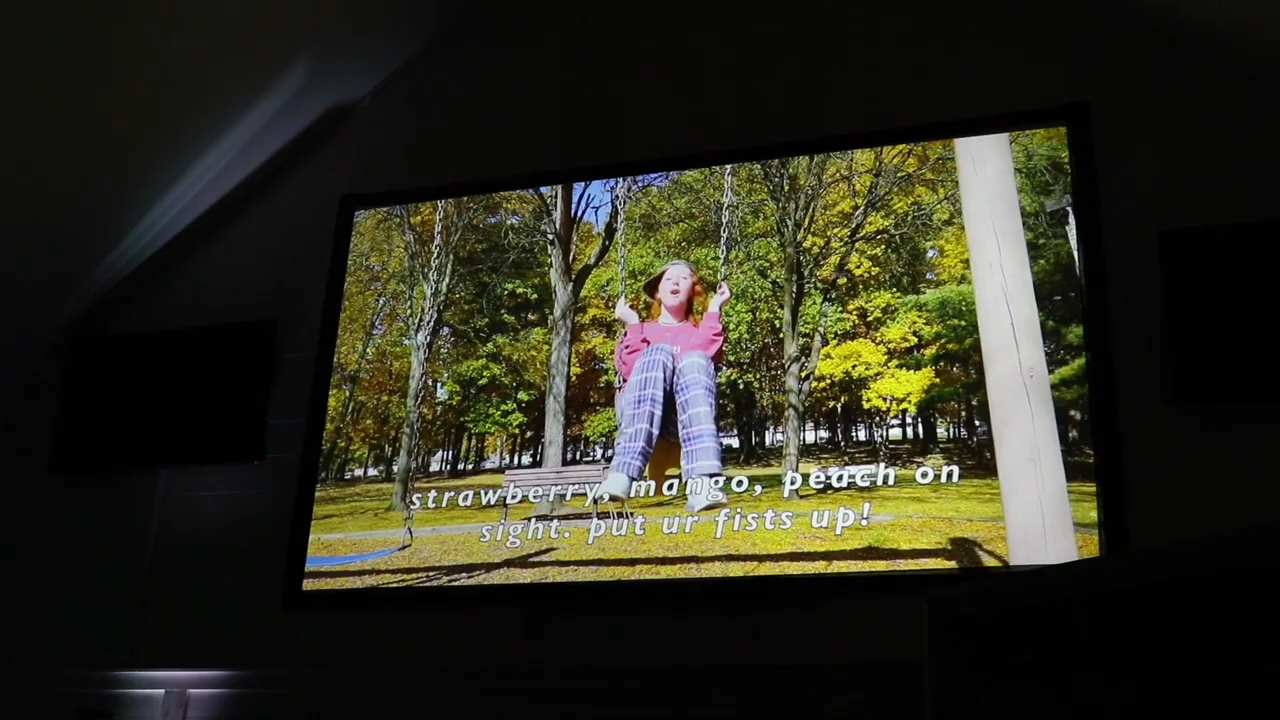 strawberry, mango, peach on
sight. put ur fists up!